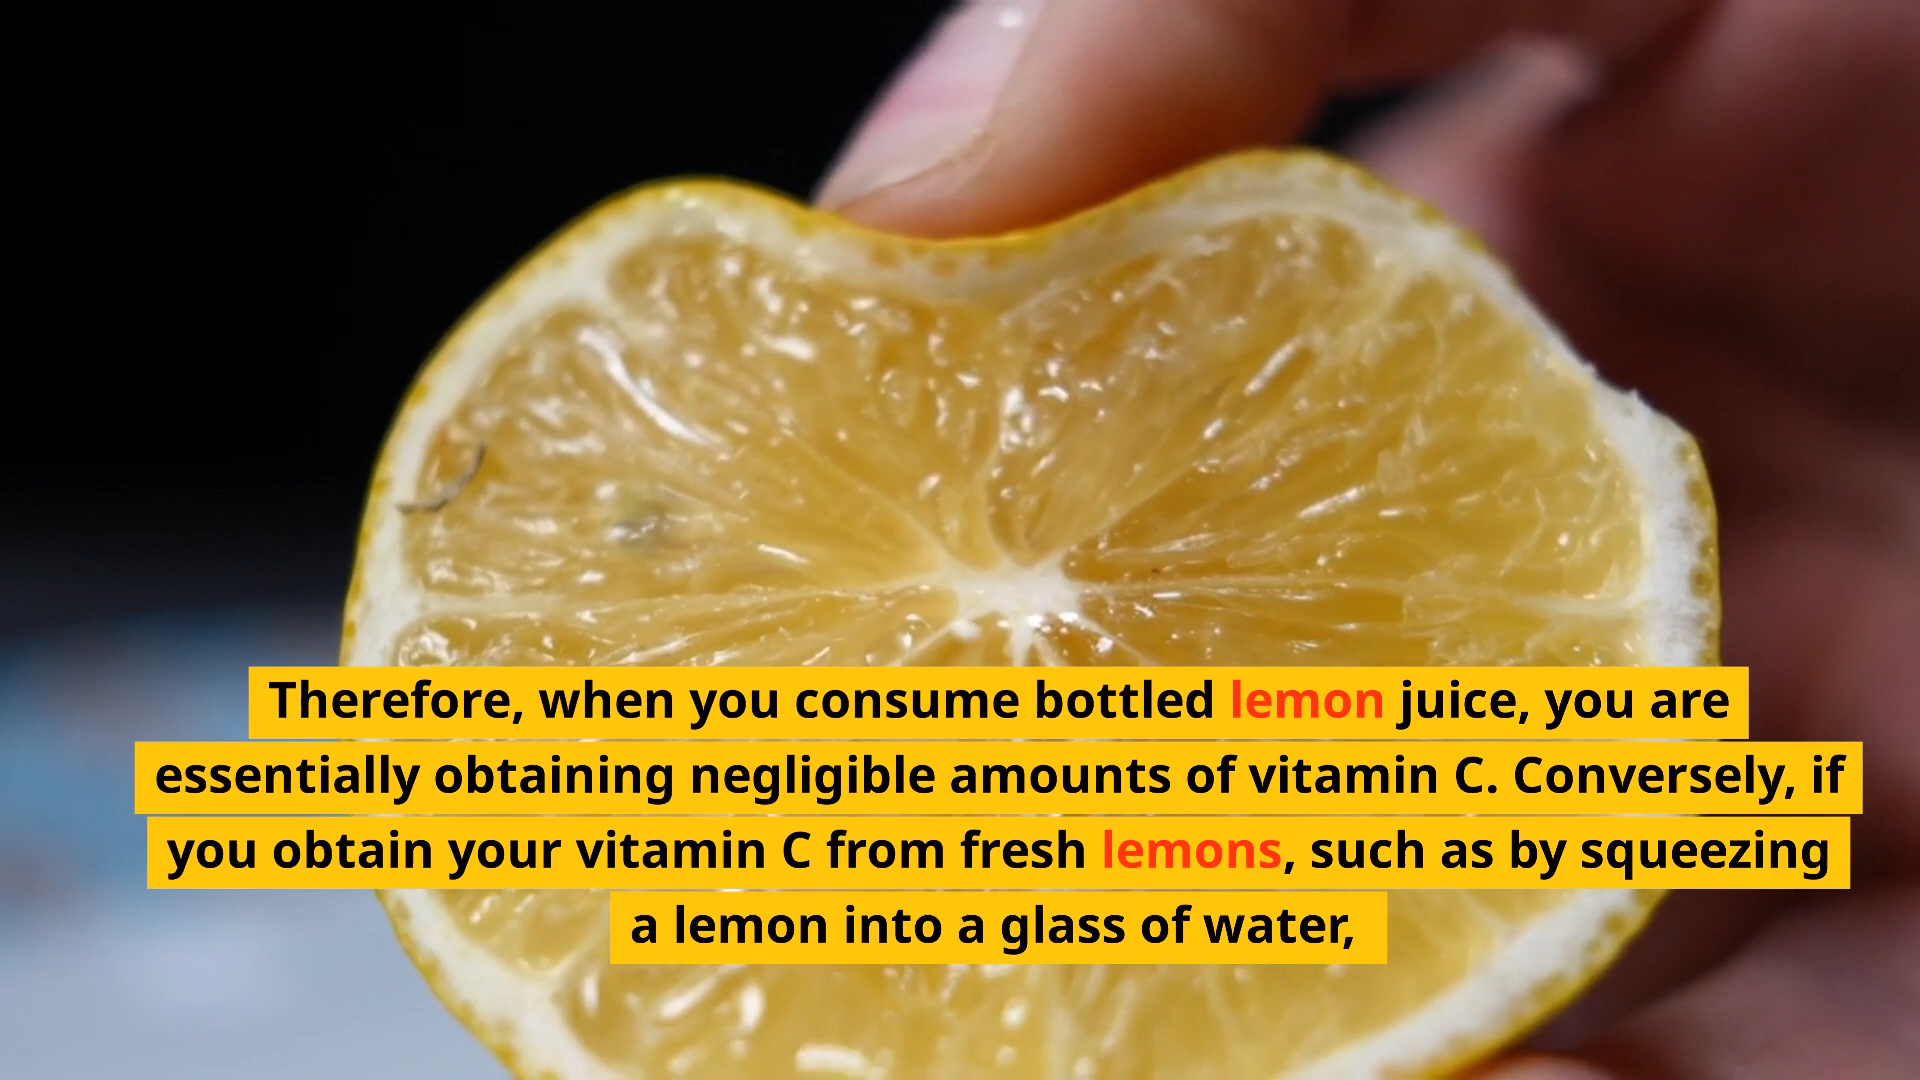 Therefore, when you consume bottled lemon juice, you are
essentially obtaining negligible amounts of vitamin C. Conversely, if
you obtain your vitamin C from fresh lemons, such as by squeezing
a lemon into a glass of water,